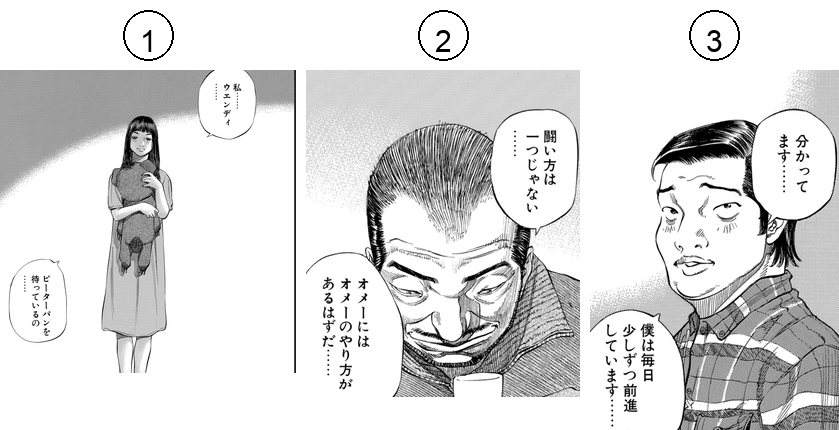 1
2
3
私……
ウエンディ
……
ピーターパンを
待っているの
……
闘い方は
一つじゃない
……
オメーには
オメーのやり方が
あるはずだ……
分かって
ます……
僕は毎日
少しずつ前進
しています……